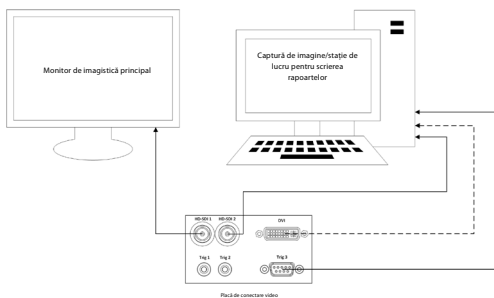 Monitor de imagistică principal
Captură de imagine/stație de
lucru pentru scrierea
rapoartelor
HD-SDI 1 HD-SDI 2 DVI
Trig 1 Trig 2 Trig 3
Placă de conectare video